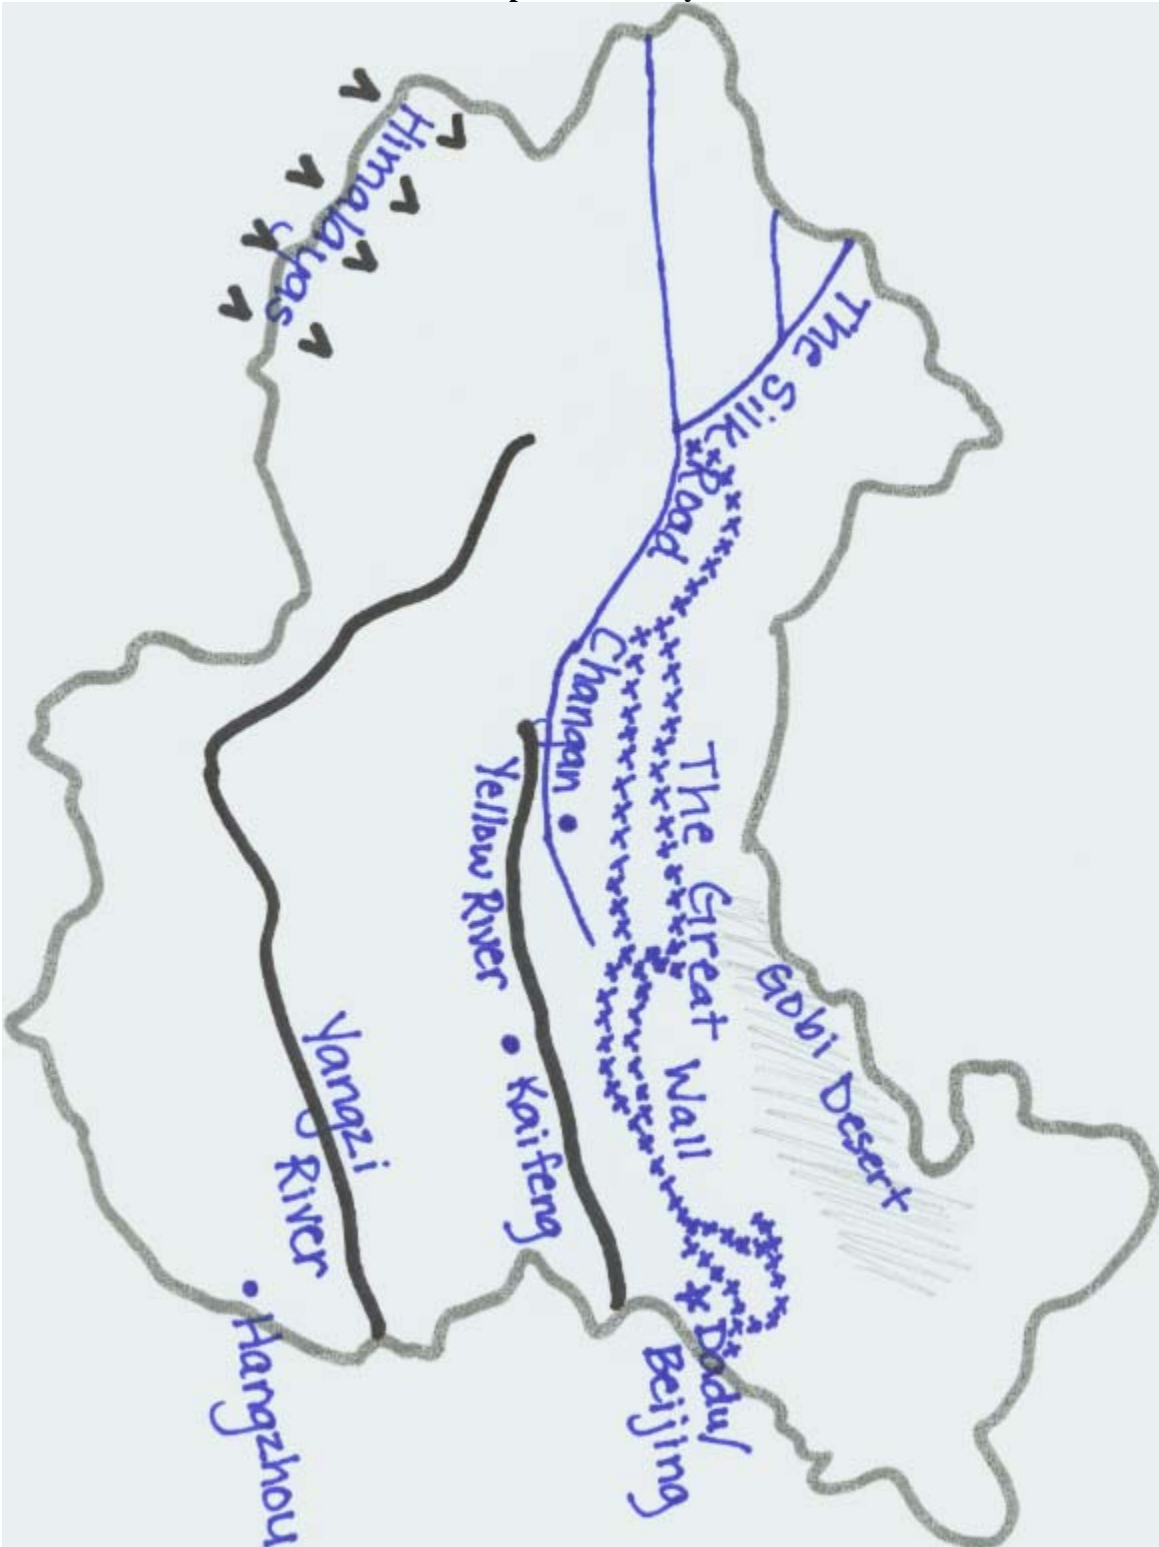 Himalayas
The Silk Road
Changan
The Great Wall
Gobi Desert
Yellow River
Kaifeng
Yangzi
River
Dadu/
Beijing
Hangzhou